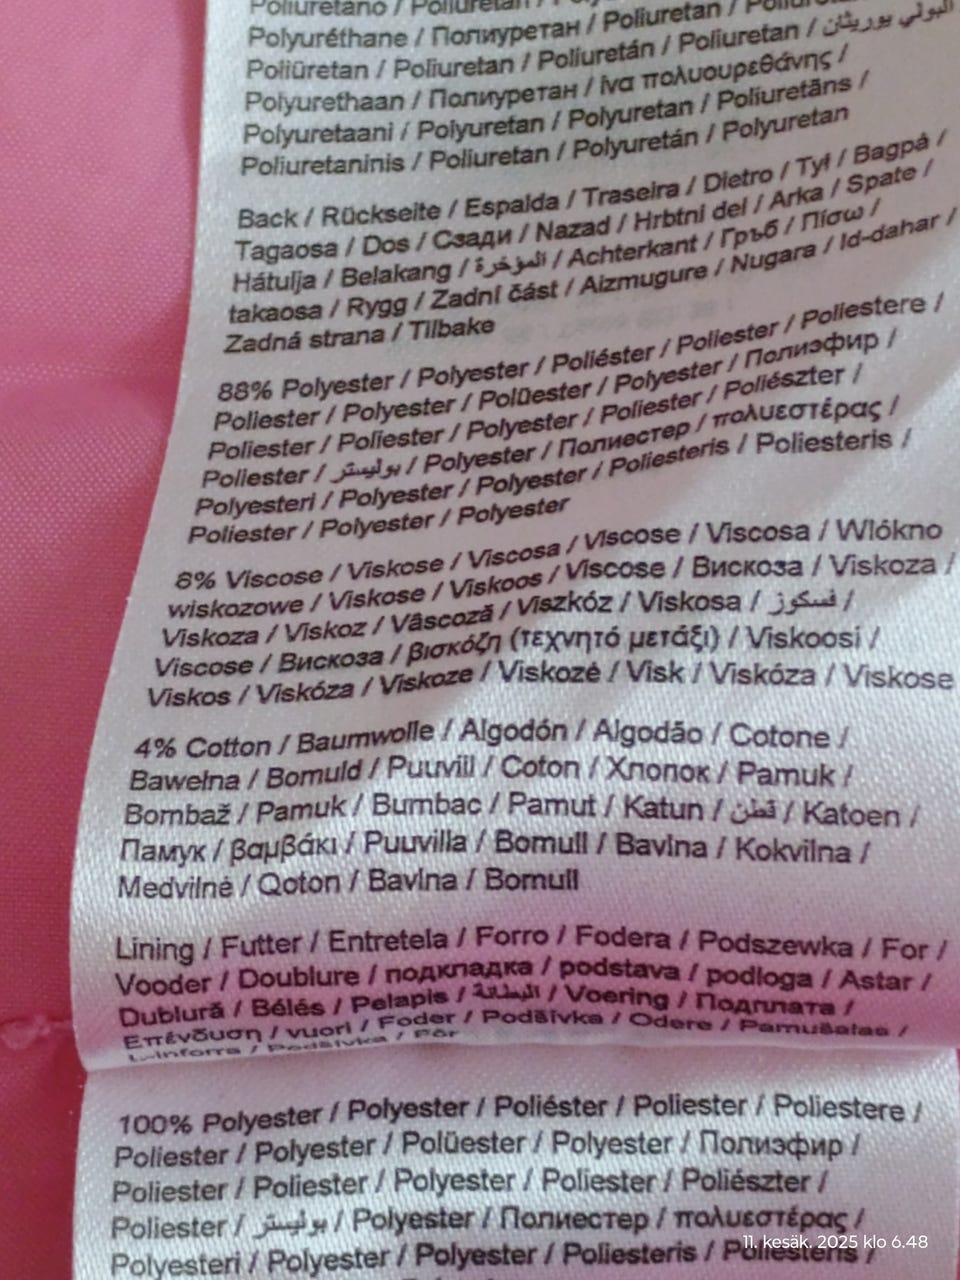 Poliuretano / Poliuretan /
Polyuréthane / Полиуретан / Poliuretan /
Poliüretan / Poliuretan / Poliuretán / Poliuretan / البولي يوريثان
Polyurethaan / Полиуретан / ίνα πολυουρεθάνης /
Polyuretaani / Polyuretan / Polyuretan / Poliuretāns /
Poliuretaninis / Poliuretan / Polyuretán / Polyuretan
Back / Rückseite / Espalda / Traseira / Dietro / Tył / Bagpå /
Tagaosa / Dos / Сзади / Nazad / Hrbtni del / Arka / Spate /
Hátulja / Belakang / المؤخرة / Achterkant / Гръб / Πίσω /
takaosa / Rygg / Zadní část / Aizmugure / Nugara / Id-dahar /
Zadná strana / Tilbake
88% Polyester / Polyester / Poliéster / Poliester / Poliestere /
Poliester / Polyester / Polüester / Polyester / Полиэфир /
Poliester / Poliester / Polyester / Poliester / Poliészter /
Poliester / بوليستر / Polyester / Полиестер / πολυεστέρας /
Polyesteri / Polyester / Polyester / Poliesteris / Poliesteris /
Poliester / Polyester / Polyester
8% Viscose / Viskose / Viscosa / Viscose / Viscosa / Wlókno
wiskozowe / Viskose / Viskoos / Viscose / Вискоза / Viskoza /
Viskoza / Viskoz / Vâscoză / Viszkóz / Viskosa / فسكوز /
Viscose / Вискоза / βισκόζη (τεχνητό μετάξι) / Viskoosi /
Viskos / Viskóza / Viskoze / Viskozė / Visk / Viskóza / Viskose
4% Cotton / Baumwolle / Algodón / Algodão / Cotone /
Bawełna / Bomuld / Puuvill / Coton / Хлопок / Pamuk /
Bombaž / Pamuk / Bumbac / Pamut / Katun / قطن / Katoen /
Памук / βαμβάκι / Puuvilla / Bomull / Bavlna / Kokvilna /
Medvilnė / Qoton / Bavlna / Bomull
Lining / Futter / Entretela / Forro / Fodera / Podszewka / For /
Vooder / Doublure / подкладка / podstava / podloga / Astar /
Dublură / Bélés / Pelapis / البطانة / Voering / Подплата /
Επένδυση / vuori / Foder / Podšívka / Odere / Pamušalas /
L-inforra / Podšívka / Fôr
100% Polyester / Polyester / Poliéster / Poliester / Poliestere /
Poliester / Polyester / Polüester / Polyester / Полиэфир /
Poliester / Poliester / Polyester / Poliester / Poliészter /
Poliester / بوليستر / Polyester / Полиестер / πολυεστέρας /
Polyesteri / Polyester / Polyester / Poliesteris / Poliesteris /
11. kesäk. 2025 klo 6.48